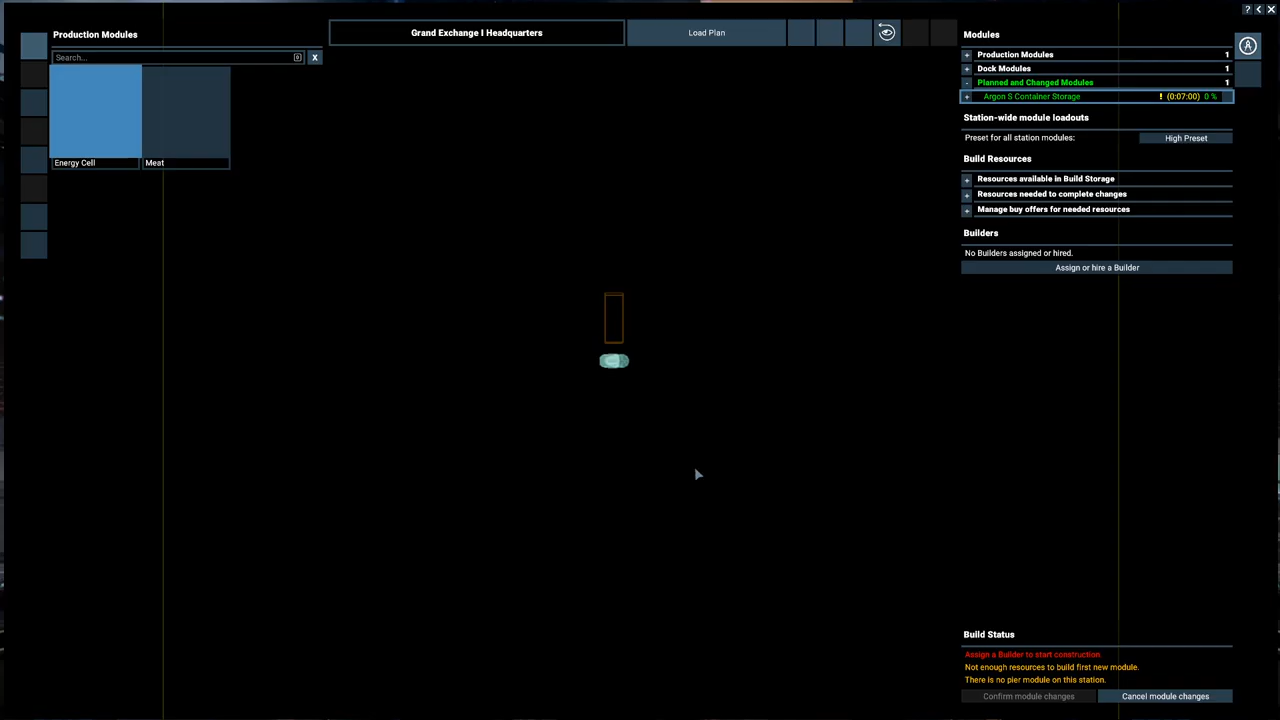 ? < X
Production Modules
Grand Exchange I Headquarters
Load Plan
Modules
Search...
X
+ Production Modules 1
+ Dock Modules 1
- Planned and Changed Modules 1
+ Argon S Container Storage ! (0:07:00) 0 %
Station-wide module loadouts
Preset for all station modules: High Preset
Build Resources
+ Resources available in Build Storage
+ Resources needed to complete changes
+ Manage buy offers for needed resources
Builders
No Builders assigned or hired.
Assign or hire a Builder
Energy Cell
Meat
Build Status
Assign a Builder to start construction.
Not enough resources to build first new module.
There is no pier module on this station.
Confirm module changes
Cancel module changes